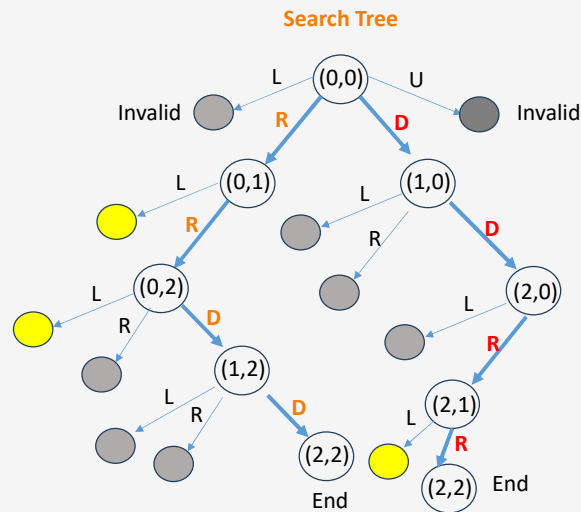 Search Tree
L
(0,0)
U
Invalid
R
D
Invalid
L
(0,1)
(1,0)
R
L
R
D
(0,2)
(2,0)
L
R
D
L
R
(1,2)
L
R
D
(2,1)
L
R
(2,2)
(2,2)
End
End